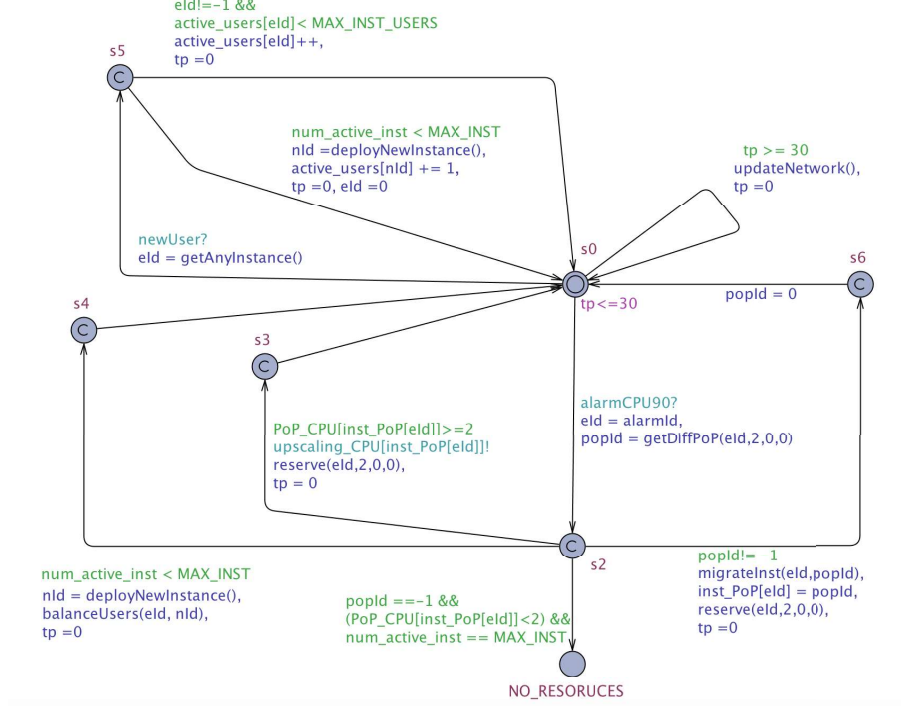 eId!=-1 &&
active_users[eId]< MAX_INST_USERS
active_users[eId]++,
tp =0
s5
C
num_active_inst < MAX_INST
nId =deployNewInstance(),
active_users[nId] += 1,
tp =0, eId =0
tp >= 30
updateNetwork(),
tp =0
newUser?
eId = getAnyInstance()
s0
s6
C
tp<=30
popId = 0
s4
C
s3
C
alarmCPU90?
eId = alarmId,
popId = getDiffPoP(eId,2,0,0)
PoP_CPU[inst_PoP[eId]]>=2
upscaling_CPU[inst_PoP[eId]]!
reserve(eId,2,0,0),
tp = 0
C
s2
num_active_inst < MAX_INST
nId = deployNewInstance(),
balanceUsers(eId, nId),
tp =0
popId ==-1 &&
(PoP_CPU[inst_PoP[eId]]<2) &&
num_active_inst == MAX_INST
popId!= 1
migrateInst(eId,popId),
inst_PoP[eId] = popId,
reserve(eId,2,0,0),
tp =0
NO_RESORUCES